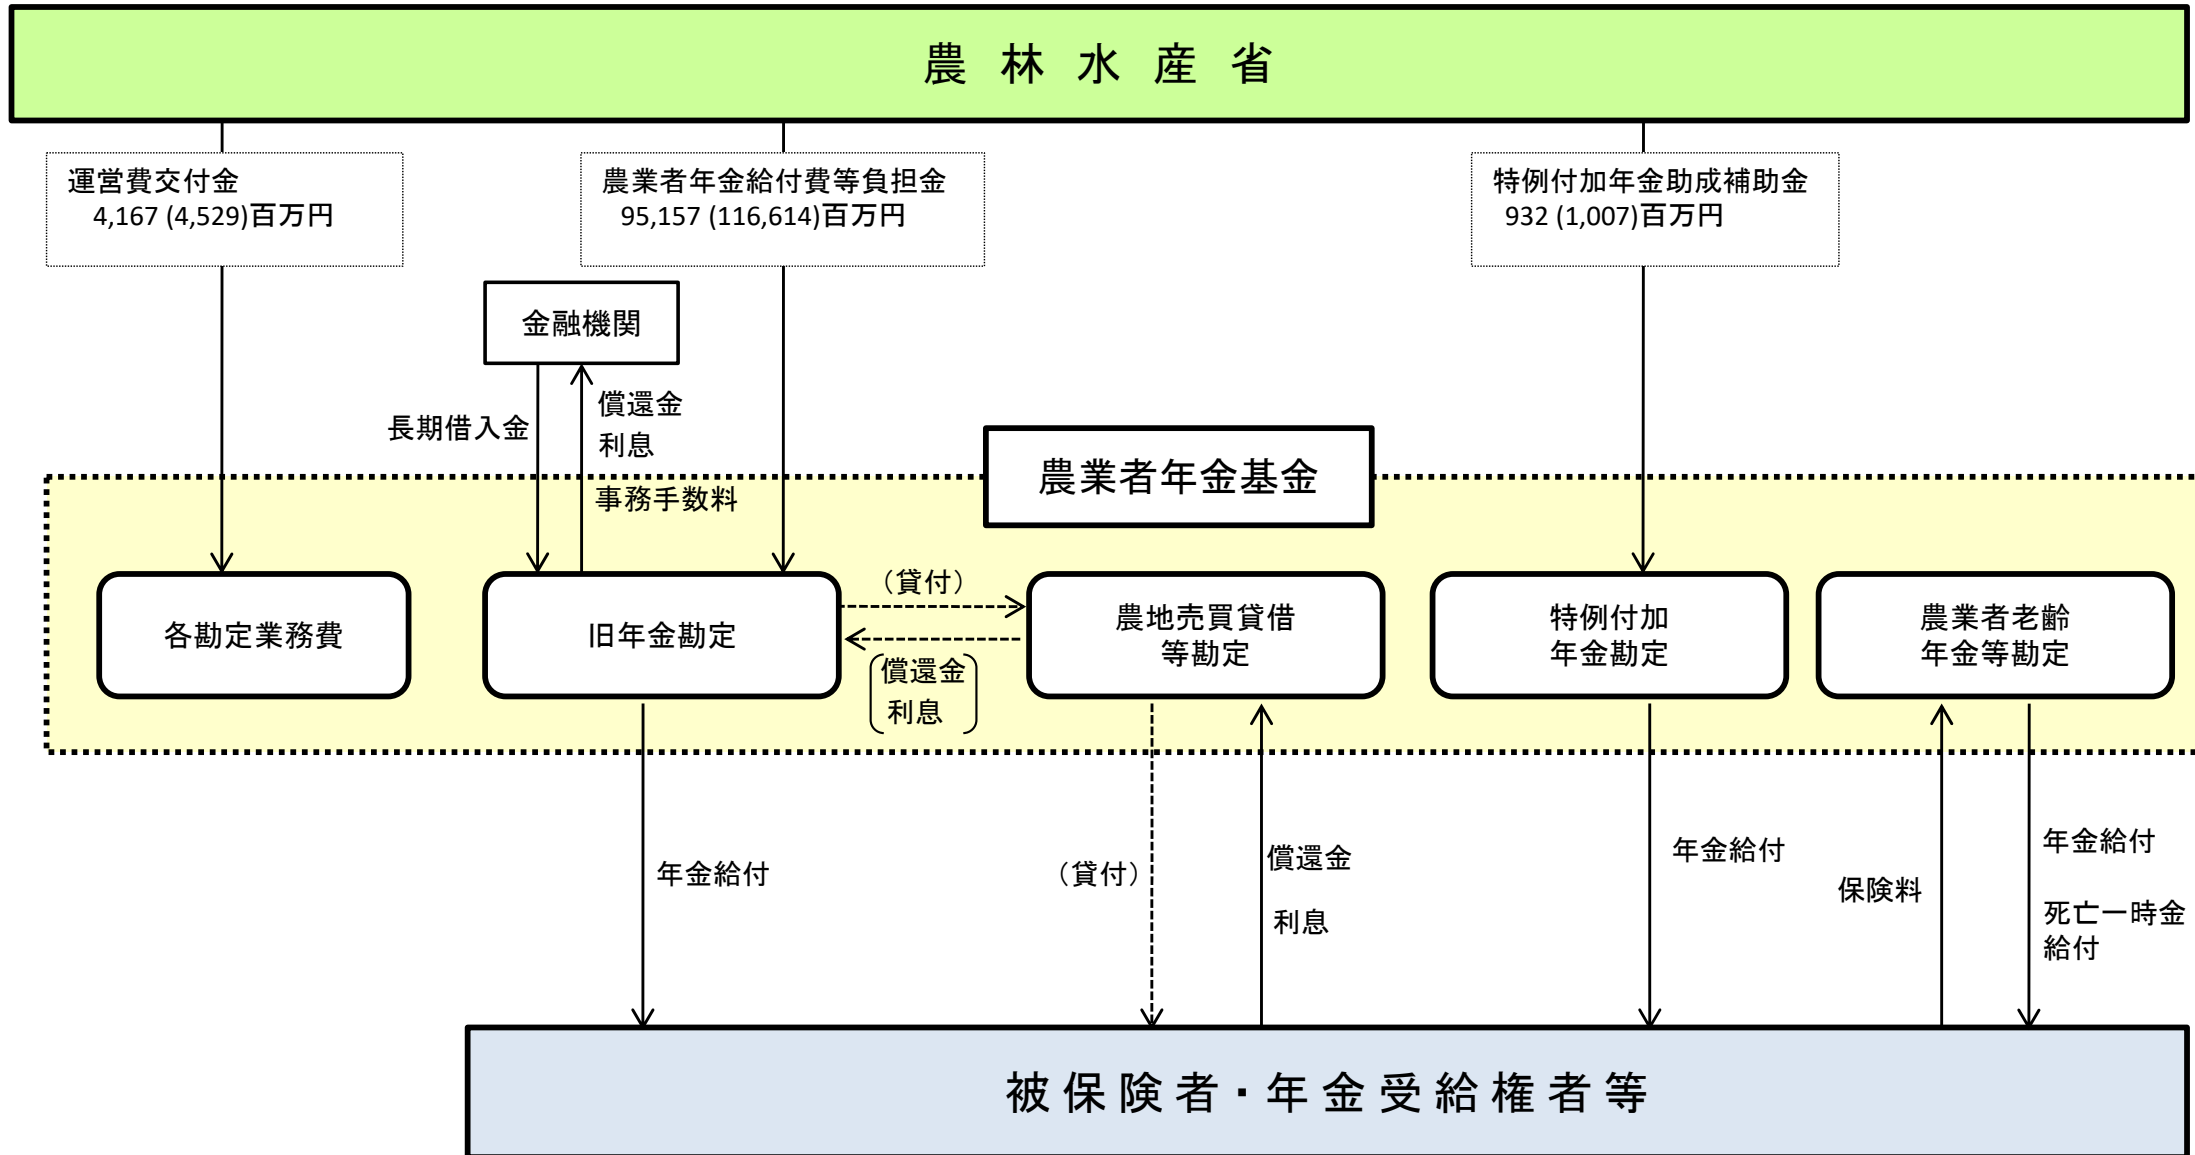 農林水産省
運営費交付金
4,167 (4,529)百万円
農業者年金給付費等負担金
95,157 (116,614)百万円
特例付加年金助成補助金
932 (1,007)百万円
金融機関
長期借入金
償還金
利息
事務手数料
農業者年金基金
各勘定業務費
旧年金勘定
（貸付）
償還金
利息
農地売買貸借
等勘定
特例付加
年金勘定
農業者老齢
年金等勘定
年金給付
（貸付）
償還金
利息
年金給付
保険料
年金給付
死亡一時金
給付
被保険者・年金受給権者等